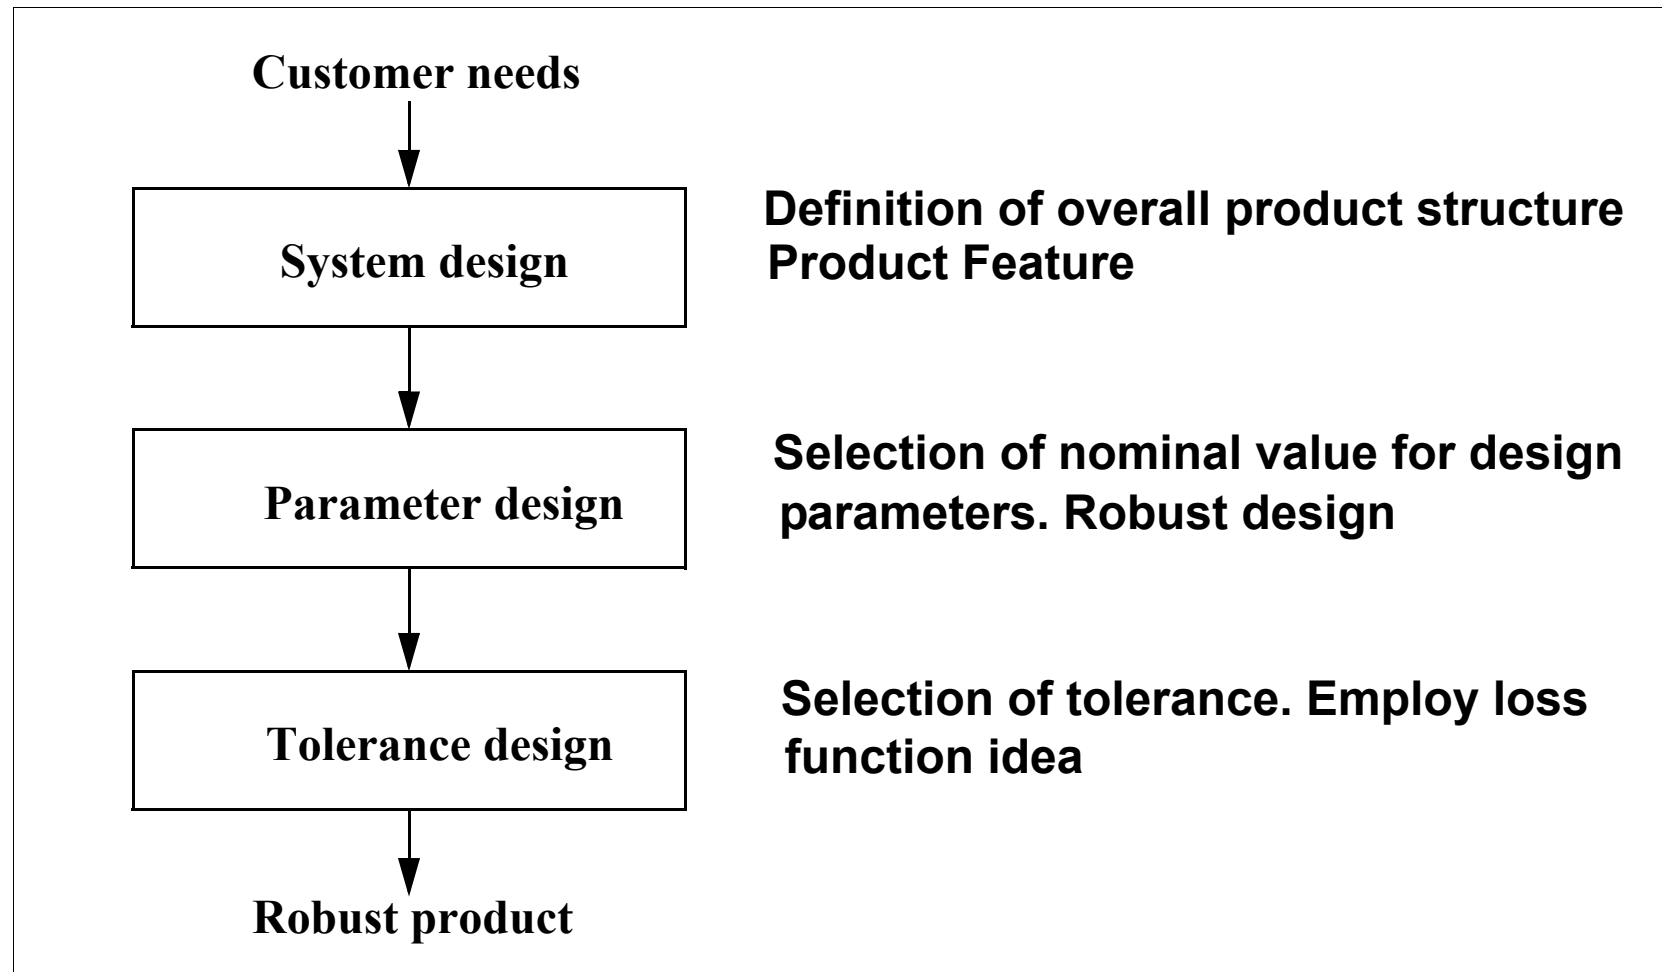 Customer needs
Definition of overall product structure
System design
Product Feature
Selection of nominal value for design
Parameter design
parameters. Robust design
Selection of tolerance. Employ loss
Tolerance design
function idea
Robust product